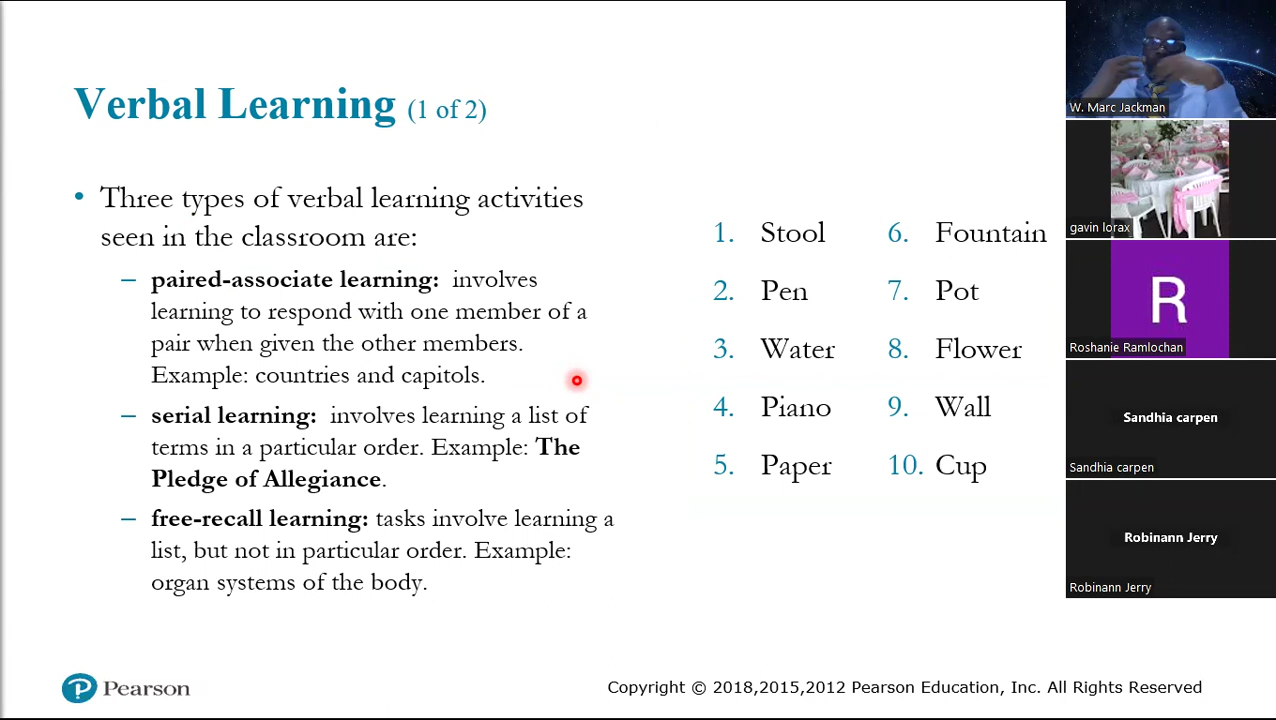 Verbal Learning (1 of 2)
• Three types of verbal learning activities
seen in the classroom are:
– paired-associate learning: involves
learning to respond with one member of a
pair when given the other members.
Example: countries and capitols.
– serial learning: involves learning a list of
terms in a particular order. Example: The
Pledge of Allegiance.
– free-recall learning: tasks involve learning a
list, but not in particular order. Example:
organ systems of the body.
1. Stool
2. Pen
3. Water
4. Piano
5. Paper
6. Fountain
7. Pot
8. Flower
9. Wall
10. Cup
Pearson
Copyright © 2018,2015,2012 Pearson Education, Inc. All Rights Reserved
W. Marc Jackman
gavin lorax
R
Roshanie Ramlochan
Sandhia carpen
Sandhia carpen
Robinann Jerry
Robinann Jerry